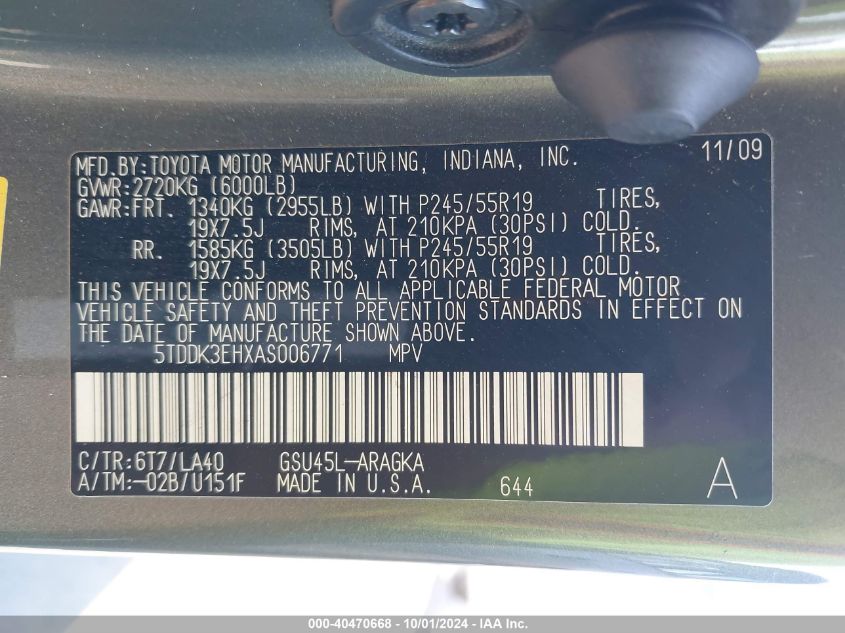 MFD.BY:TOYOTA MOTOR MANUFACTURING, INDIANA, INC. 11/09
GVWR:2720KG (6000LB)
GAWR:FRT. 1340KG (2955LB) WITH P245/55R19 TIRES,
19X7.5J RIMS, AT 210KPA (30PSI) COLD.
RR. 1585KG (3505LB) WITH P245/55R19 TIRES,
19X7.5J RIMS, AT 210KPA (30PSI) COLD.
THIS VEHICLE CONFORMS TO ALL APPLICABLE FEDERAL MOTOR
VEHICLE SAFETY AND THEFT PREVENTION STANDARDS IN EFFECT ON
THE DATE OF MANUFACTURE SHOWN ABOVE.
5TDDK3EHXAS006771 MPV
C/TR:6T7/LA40 GSU45L-ARAGKA
A/TM:-02B/U151F MADE IN U.S.A. 644 A
000-40470668 - 10/01/2024 - IAA Inc.